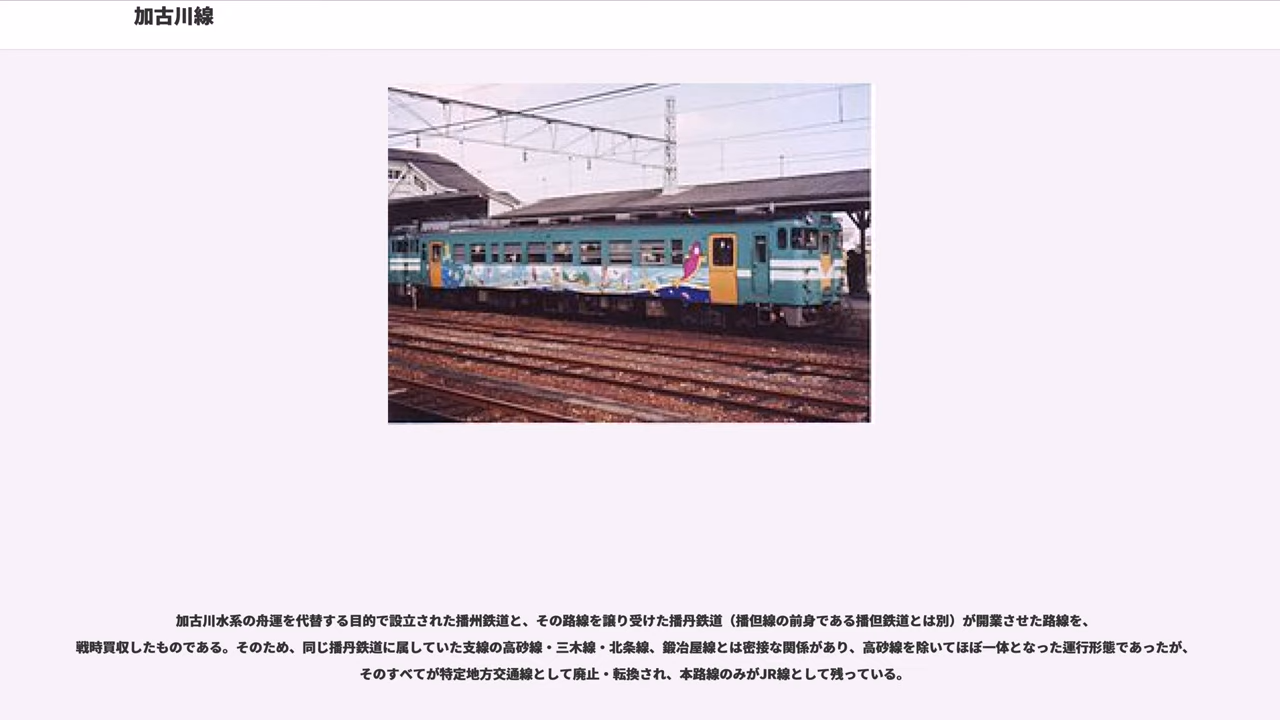 加古川線
加古川水系の舟運を代替する目的で設立された播州鉄道と、その路線を譲り受けた播丹鉄道（播但線の前身である播但鉄道とは別）が開業させた路線を、
戦時買収したものである。そのため、同じ播丹鉄道に属していた支線の高砂線・三木線・北条線、鍛冶屋線とは密接な関係があり、高砂線を除いてほぼ一体となった運行形態であったが、
そのすべてが特定地方交通線として廃止・転換され、本路線のみがJR線として残っている。